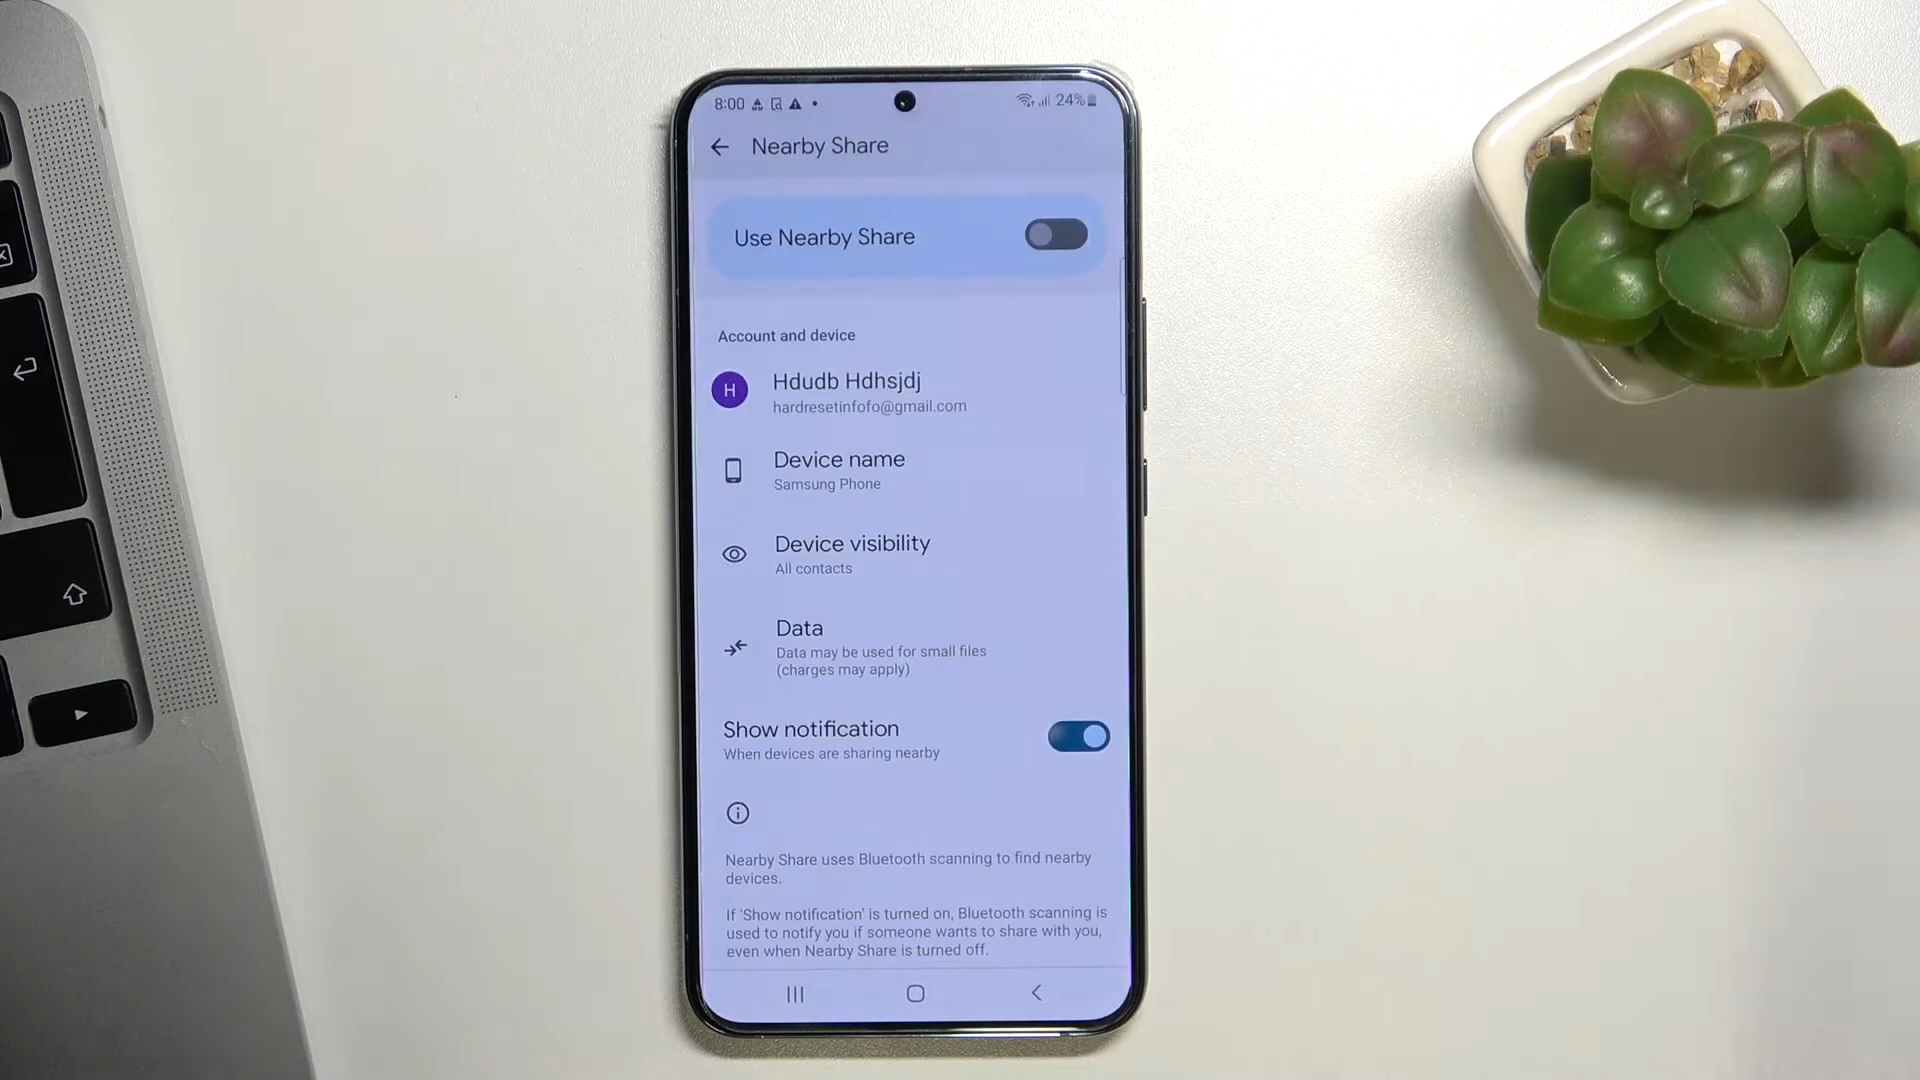 8:00
24%
Nearby Share
Use Nearby Share
Account and device
H
Hdudb Hdhsjdj
hardresetinfofo@gmail.com
Device name
Samsung Phone
Device visibility
All contacts
Data
Data may be used for small files
(charges may apply)
Show notification
When devices are sharing nearby
Nearby Share uses Bluetooth scanning to find nearby
devices.
If 'Show notification' is turned on, Bluetooth scanning is
used to notify you if someone wants to share with you,
even when Nearby Share is turned off.